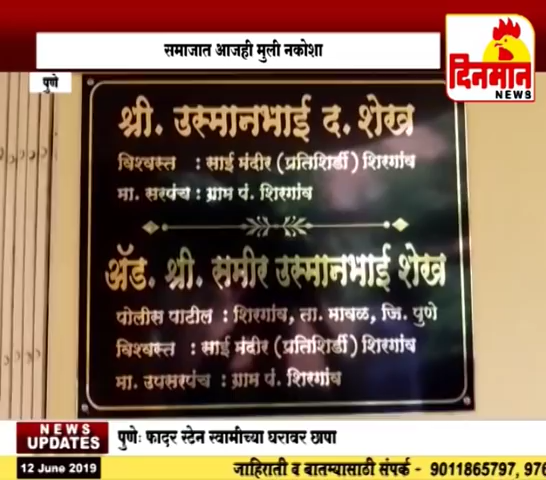 समाजात आजही मुली नकोशा
दिनमान
NEWS
पुणे
श्री. उस्मानभाई द. शेख
विश्वस्त : साई मंदीर (प्रतिशिर्डी) शिरगांव
मा. सरपंच : ग्राम पं. शिरगांव
अ‍ॅड. श्री. समीर उस्मानभाई शेख
पोलीस पाटील : शिरगांव, ता. मावळ, जि. पुणे
विश्वस्त : साई मंदीर (प्रतिशिर्डी) शिरगांव
मा. उपसरपंच : ग्राम पं. शिरगांव
NEWS
UPDATES
पुणेः फादर स्टेन स्वामीच्या घरावर छापा
12 June 2019
जाहिराती व बातम्यासाठी संपर्क - 9011865797, 976